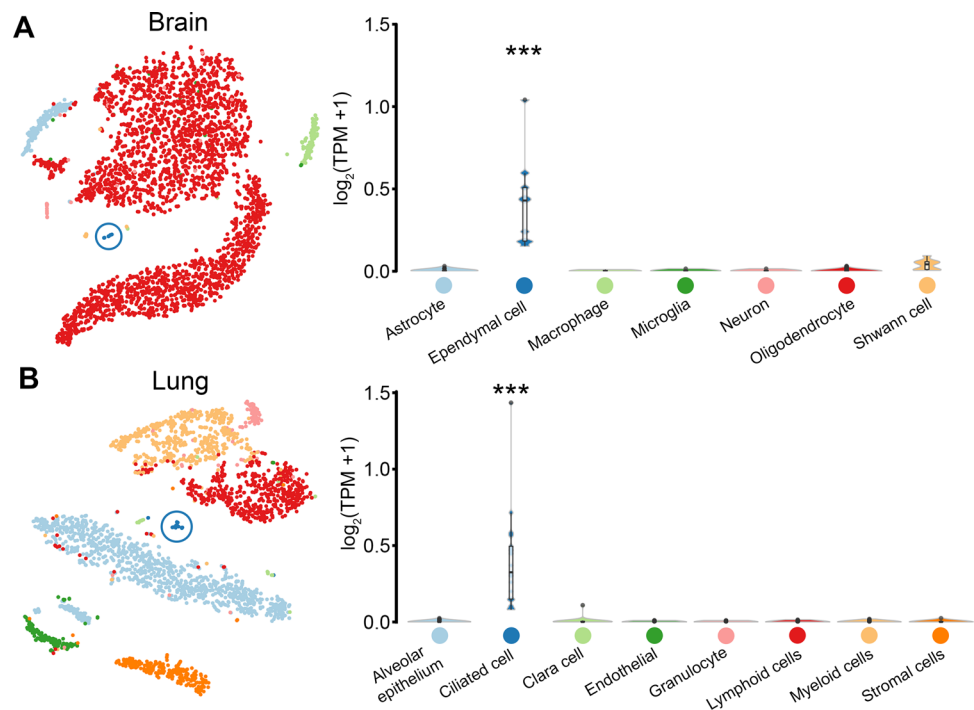 A
Brain
1.5
1.0
0.5
0.0
log2(TPM +1)
***
Astrocyte
Ependymal cell
Macrophage
Microglia
Neuron
Oligodendrocyte
Shwann cell
B
Lung
1.5
1.0
0.5
0.0
log2(TPM +1)
***
Alveolar
epithelium
Ciliated cell
Clara cell
Endothelial
Granulocyte
Lymphoid cells
Myeloid cells
Stromal cells